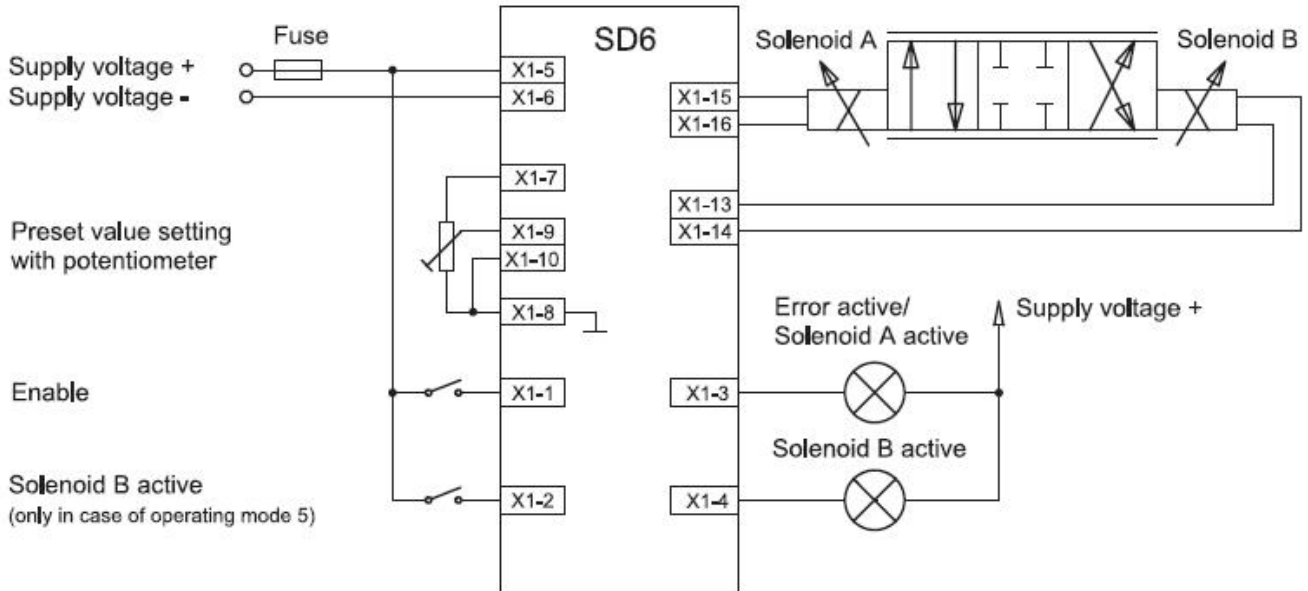 Fuse
SD6
Solenoid A
Solenoid B
Supply voltage +
Supply voltage -
X1-5
X1-6
X1-15
X1-16
X1-7
X1-13
X1-14
Preset value setting
with potentiometer
X1-9
X1-10
X1-8
Error active/
Solenoid A active
Supply voltage +
Enable
X1-1
X1-3
Solenoid B active
Solenoid B active
(only in case of operating mode 5)
X1-2
X1-4